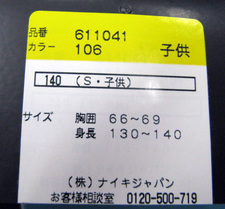 品番 611041
カラー 106 子供
140 (S・子供)
サイズ 胸囲 66~69
身長 130~140
(株)ナイキジャパン
お客様相談室 0120-500-719